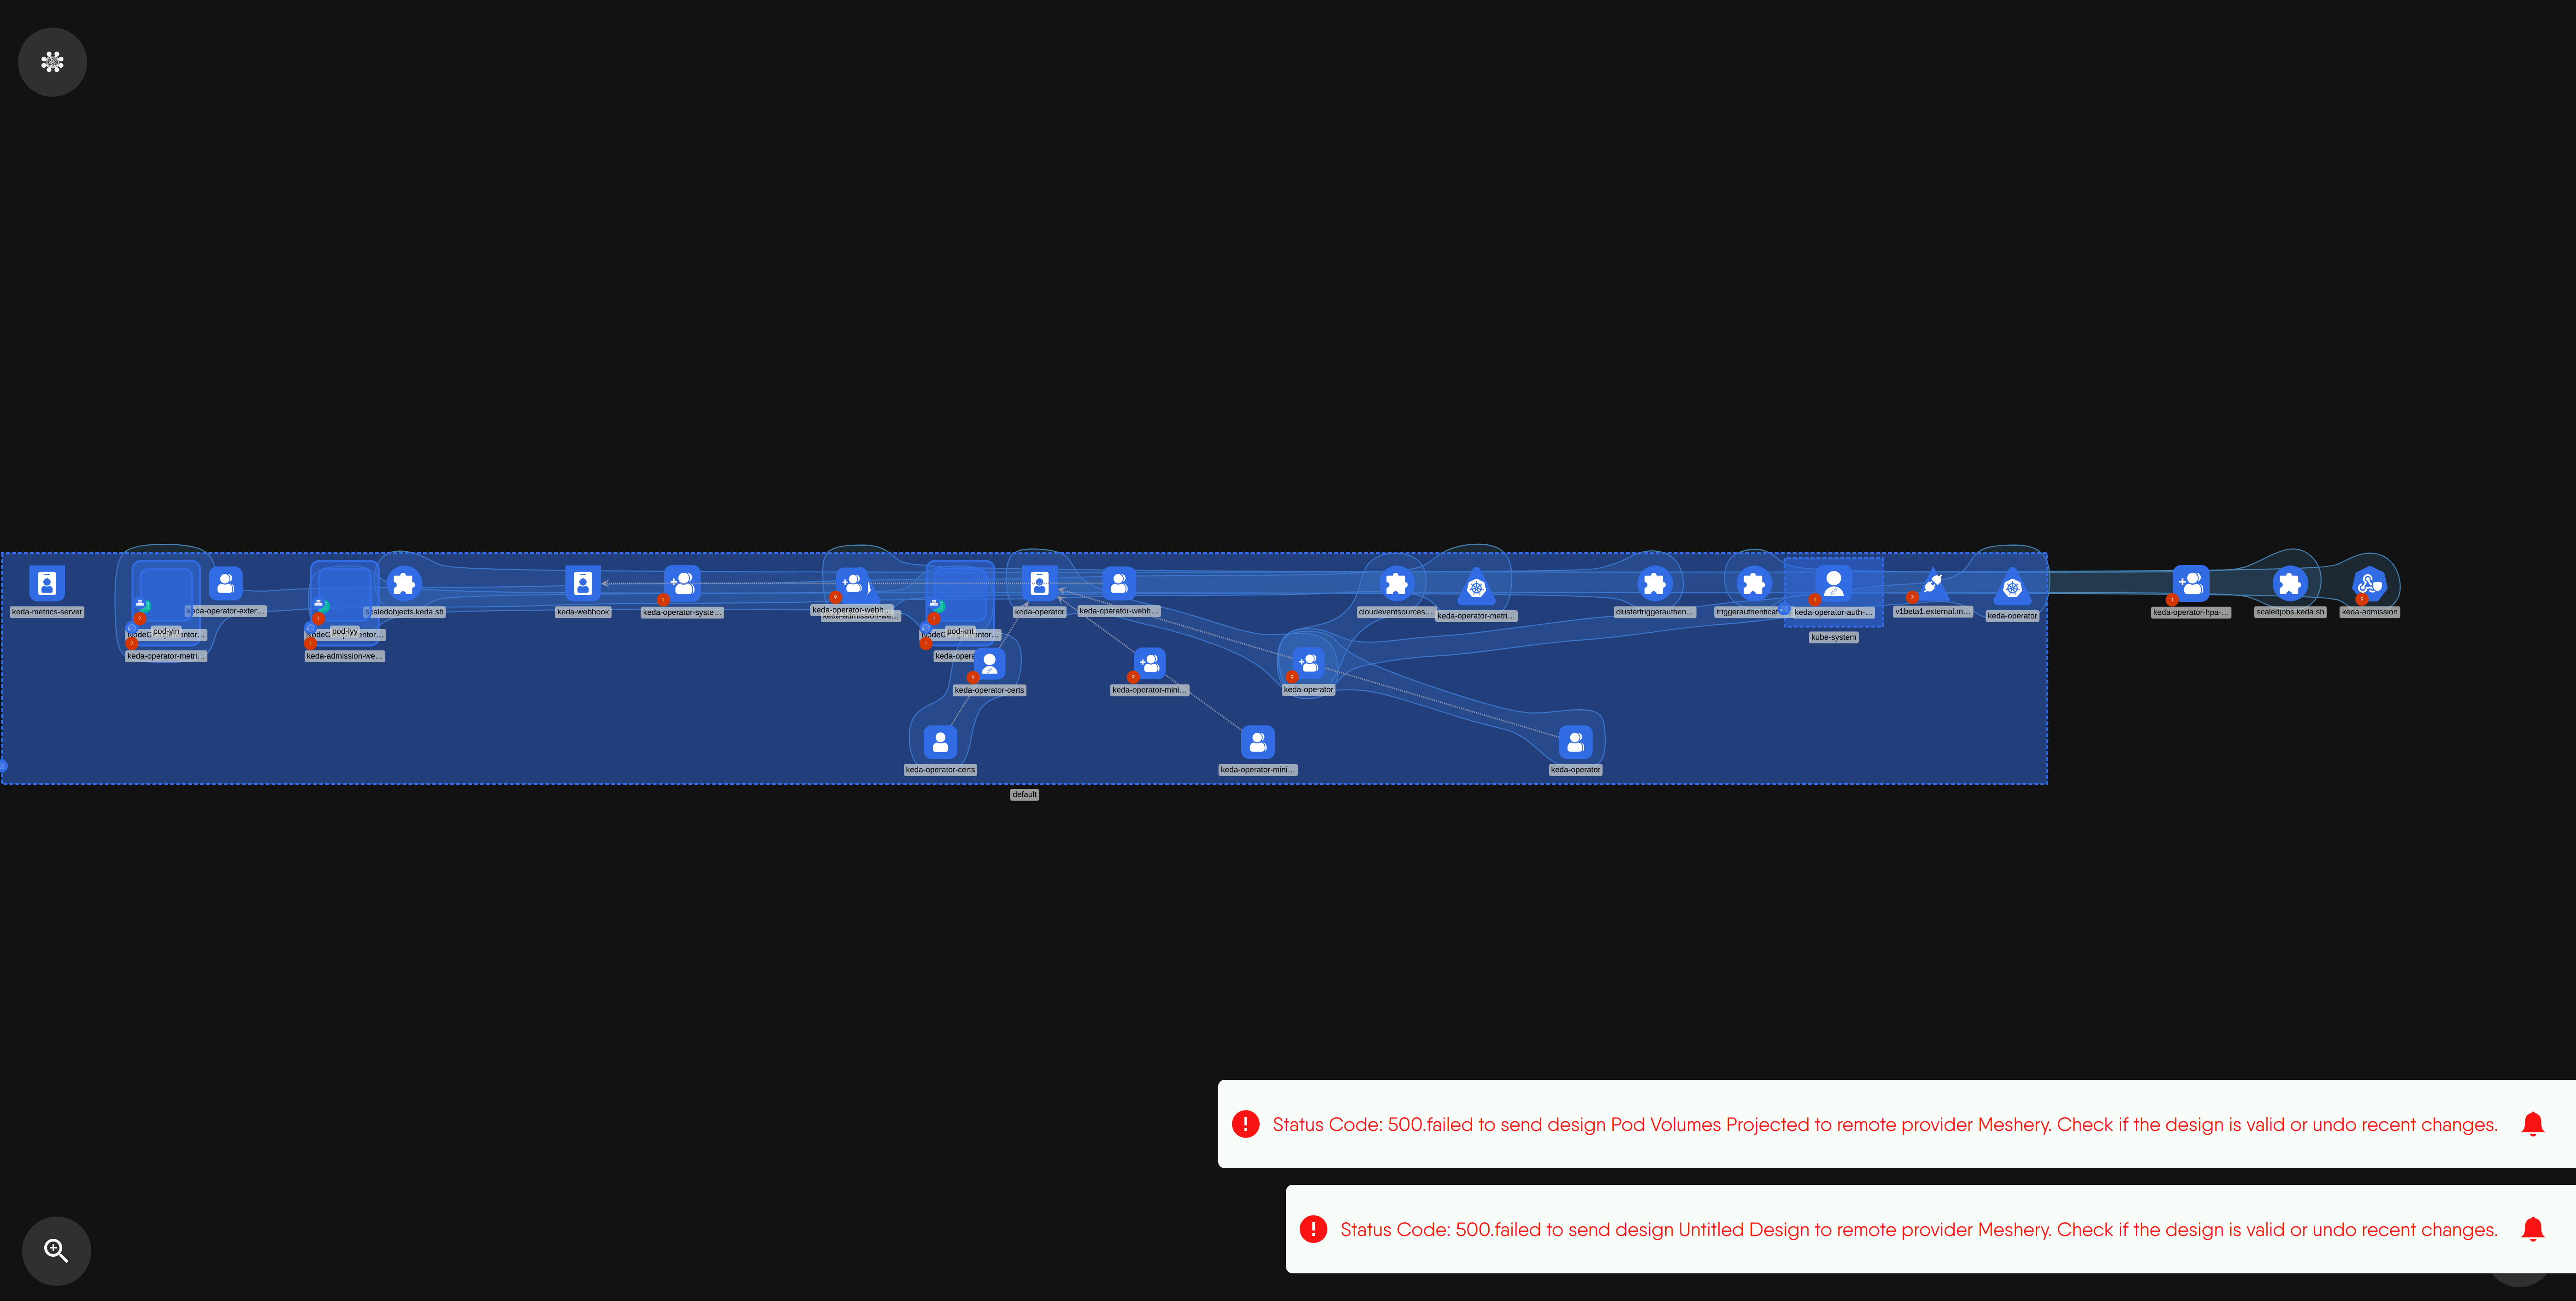 keda-metrics-server
keda-operator-exter…
scaledobjects.keda.sh
keda-webhook
keda-operator-syste…
keda-operator-webh…
keda-admission-we…
keda-operator
keda-operator-webh…
cloudeventsources.…
keda-operator-metri…
clustertriggerauthen…
keda-operator-auth-…
v1beta1.external.m…
keda-operator
keda-operator-hpa-…
scaledjobs.keda.sh
keda-admission
pod-yin
pod-lyy
pod-knt
kube-system
keda-operator-metri…
keda-admission-we…
keda-operator-certs
keda-operator-mini…
keda-operator
keda-operator-certs
keda-operator-mini…
keda-operator
default
Status Code: 500.failed to send design Pod Volumes Projected to remote provider Meshery. Check if the design is valid or undo recent changes.
Status Code: 500.failed to send design Untitled Design to remote provider Meshery. Check if the design is valid or undo recent changes.